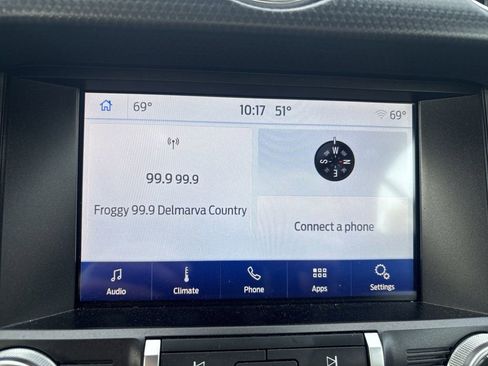 69° 10:17 51° 69°
99.9 99.9
Froggy 99.9 Delmarva Country
W
S N
E
Connect a phone
Audio Climate Phone Apps Settings